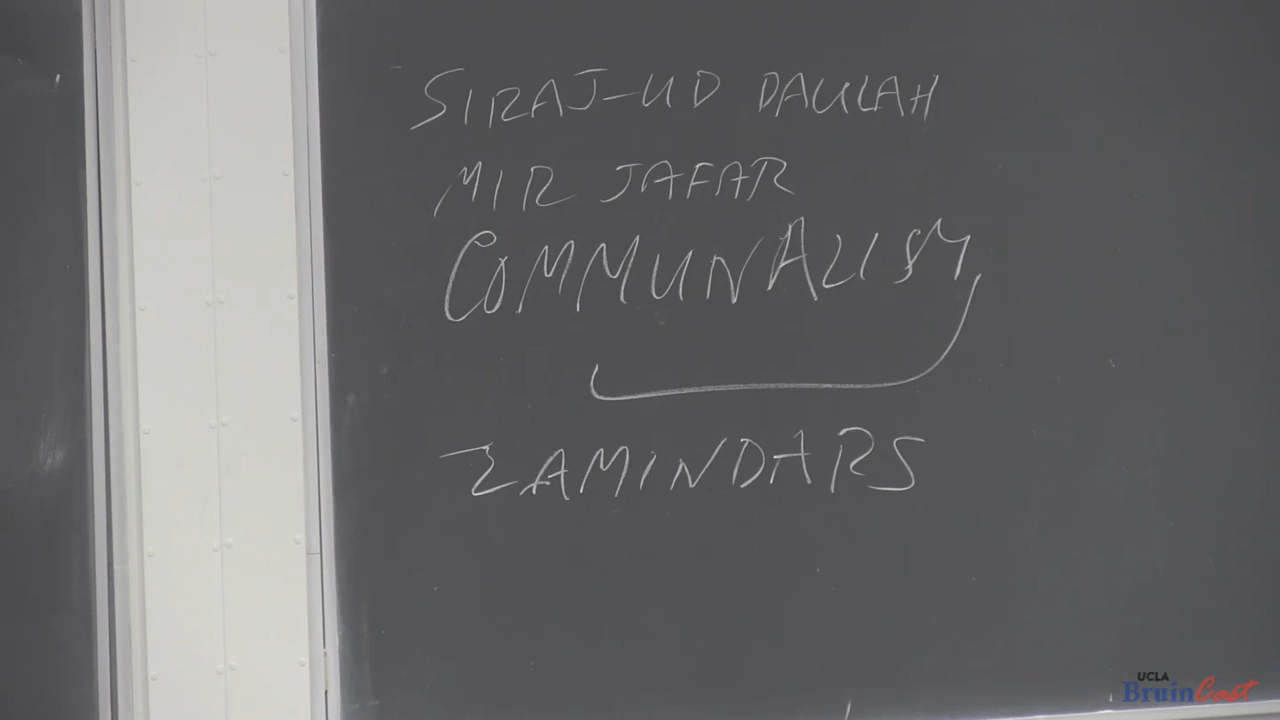 SIRAJ-UD DAULAH
MIR JAFAR
COMMUNALISM
ZAMINDARS
UCLA
BruinCast